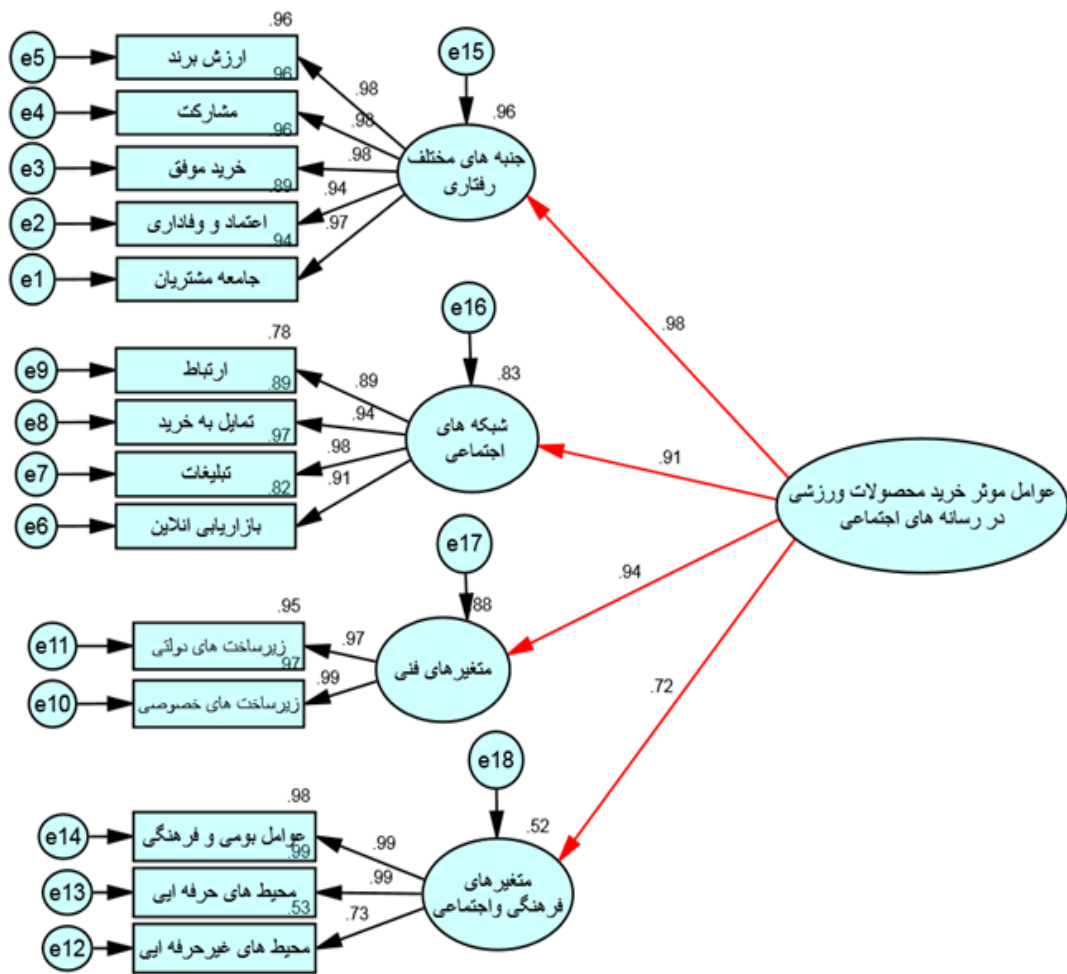 .96
e5
ارزش برند
.96
e4
مشارکت
.96
e3
خرید موفق
.89
e2
اعتماد و وفاداری
.94
e1
جامعه مشتریان
.98
.98
.98
.94
.97
e15
.96
جنبه های مختلف
رفتاری
.78
e9
ارتباط
.89
e8
تمایل به خرید
.97
e7
تبلیغات
.82
e6
بازاریابی انلاین
.89
.94
.98
.91
e16
.83
شبکه های
اجتماعی
.95
e11
زیرساخت های دولتی
.97
e10
زیرساخت های خصوصی
.97
.99
e17
.88
متغیرهای فنی
.98
e14
عوامل بومی و فرهنگی
.99
e13
محیط های حرفه ایی
.53
e12
محیط های غیرحرفه ایی
.99
.99
.73
e18
.52
متغیرهای
فرهنگی واجتماعی
.98
.91
.94
.72
عوامل موثر خرید محصولات ورزشی
در رسانه های اجتماعی